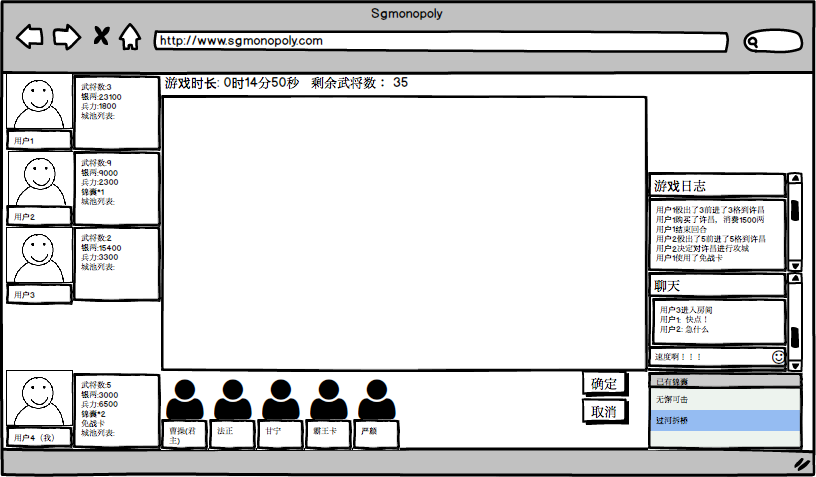 Sgmonopoly
http://www.sgmonopoly.com
游戏时长: 0时14分50秒 剩余武将数： 35
武将数:3
银两:23100
兵力:1800
城池列表:
用户1
武将数:9
银两:9000
兵力:2300
锦囊*1
城池列表:
用户2
武将数:2
银两:15400
兵力:3300
城池列表:
用户3
游戏日志
用户1骰出了3前进了3格到许昌
用户1购买了许昌，消费1500两
用户1结束回合
用户2骰出了5前进了5格到许昌
用户2决定对许昌进行攻城
用户1使用了免战卡
聊天
用户3进入房间
用户1: 快点！
用户2: 急什么
速度啊！！！
武将数:5
银两:3000
兵力:6500
锦囊*2
免战卡
城池列表:
用户4（我）
曹操(君
主)
法正
甘宁
霸王卡
严颜
确定
取消
已有锦囊
无懈可击
过河拆桥